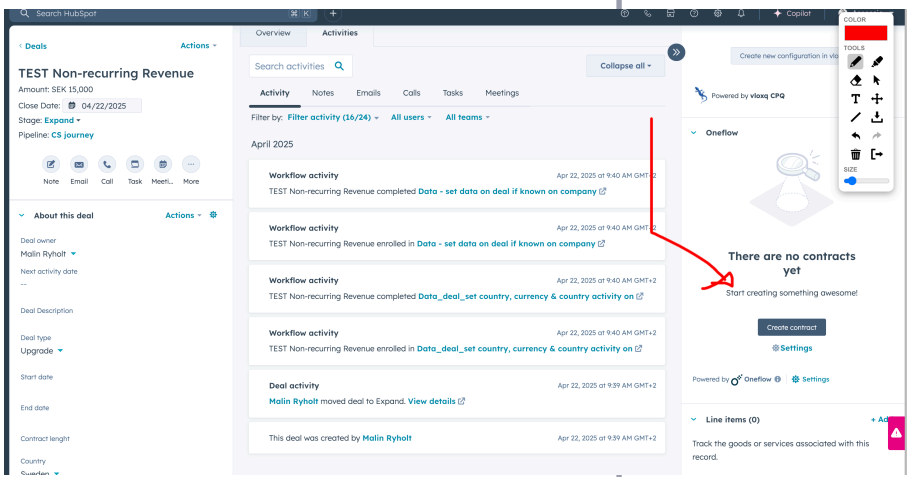 Search HubSpot
⌘ K
+
Copilot
COLOR
TOOLS
T
SIZE
‹ Deals
Actions
TEST Non-recurring Revenue
Amount: SEK 15,000
Close Date: 04/22/2025
Stage: Expand
Pipeline: CS journey
Note Email Call Task Meeti... More
About this deal
Actions
Deal owner
Malin Ryholt
Next activity date
--
Deal Description
Deal type
Upgrade
Start date
End date
Contract lenght
Country
Sweden
Overview Activities
Search activities
Collapse all
Activity Notes Emails Calls Tasks Meetings
Filter by: Filter activity (16/24) All users All teams
April 2025
Workflow activity Apr 22, 2025 at 9:40 AM GMT+2
TEST Non-recurring Revenue completed Data - set data on deal if known on company
Workflow activity Apr 22, 2025 at 9:40 AM GMT+2
TEST Non-recurring Revenue enrolled in Data - set data on deal if known on company
Workflow activity Apr 22, 2025 at 9:40 AM GMT+2
TEST Non-recurring Revenue completed Data_deal_set country, currency & country activity on
Workflow activity Apr 22, 2025 at 9:40 AM GMT+2
TEST Non-recurring Revenue enrolled in Data_deal_set country, currency & country activity on
Deal activity Apr 22, 2025 at 9:39 AM GMT+2
Malin Ryholt moved deal to Expand. View details
This deal was created by Malin Ryholt Apr 22, 2025 at 9:39 AM GMT+2
Create new configuration in vlo
Powered by vloxq CPQ
Oneflow
There are no contracts
yet
Start creating something awesome!
Create contract
Settings
Powered by Oneflow Settings
Line items (0)
+ Ad
Track the goods or services associated with this
record.